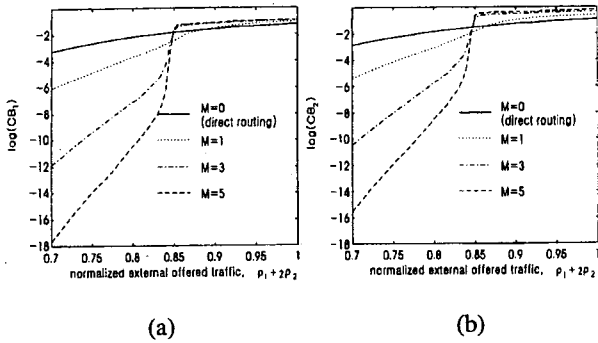 log(CB₁)
-2
-4
-6
-8
-10
-12
-14
-16
-18
M=0
(direct routing)
M=1
M=3
M=5
0.7 0.75 0.8 0.85 0.9 0.95 1
normalized external offered traffic, ρ₁+2ρ₂
(a)
log(CB₂)
-2
-4
-6
-8
-10
-12
-14
-16
-18
M=0
(direct routing)
M=1
M=3
M=5
0.7 0.75 0.8 0.85 0.9 0.95 1
normalized external offered traffic, ρ₁+2ρ₂
(b)